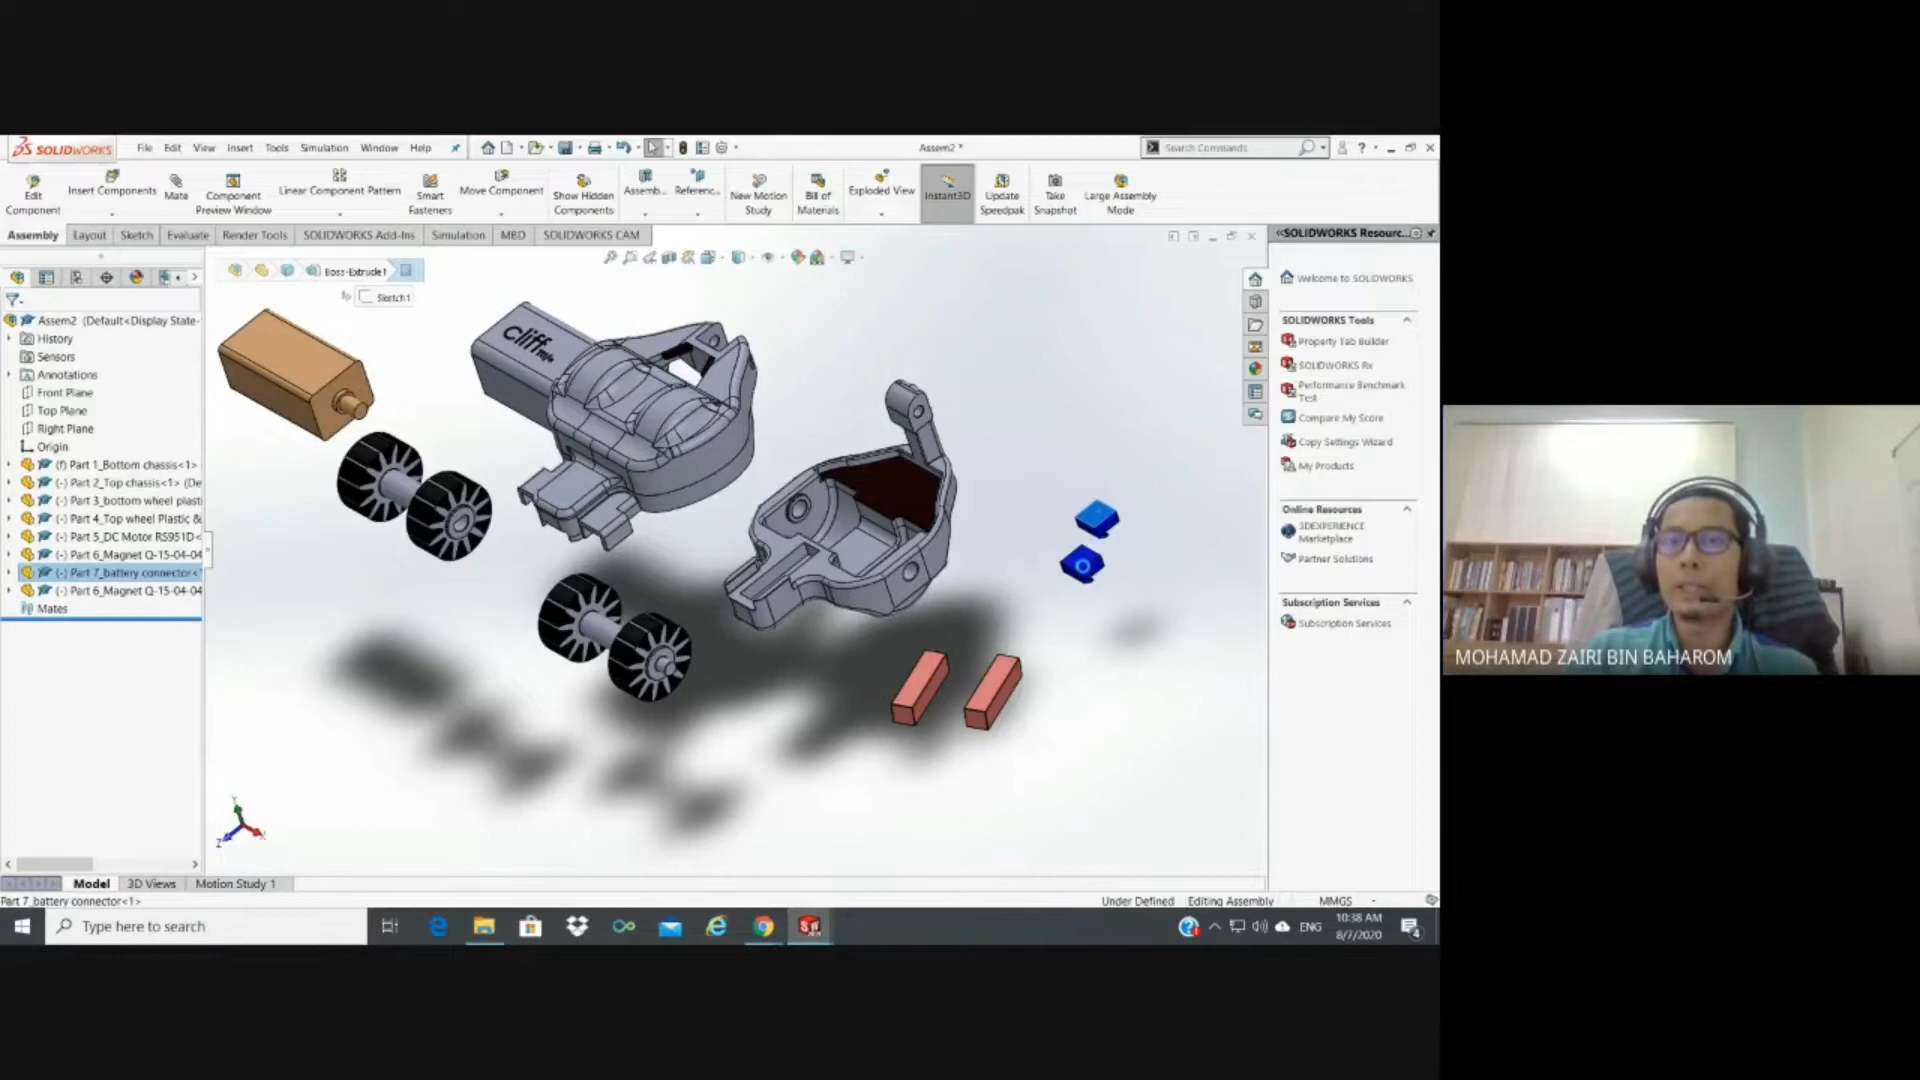 SOLIDWORKS File Edit View Insert Tools Simulation Window Help Assem2 * Search Commands
Edit Component
Insert Components
Mate
Component Preview Window
Linear Component Pattern
Smart Fasteners
Move Component
Show Hidden Components
Assemb...
Referenc...
New Motion Study
Bill of Materials
Exploded View
Instant3D
Update Speedpak
Take Snapshot
Large Assembly Mode
Assembly Layout Sketch Evaluate Render Tools SOLIDWORKS Add-Ins Simulation MBD SOLIDWORKS CAM
Boss-Extrude1
Sketch1
Assem2 (Default<Display State-
History
Sensors
Annotations
Front Plane
Top Plane
Right Plane
Origin
(f) Part 1_Bottom chassis<1>
(-) Part 2_Top chassis<1> (De
(-) Part 3_bottom wheel plasti
(-) Part 4_Top wheel Plastic &
(-) Part 5_DC Motor RS951D<
(-) Part 6_Magnet Q-15-04-04
(-) Part 7_battery connector<
(-) Part 6_Magnet Q-15-04-04
Mates
cliff
Y
X
Z
SOLIDWORKS Resourc...
Welcome to SOLIDWORKS
SOLIDWORKS Tools
Property Tab Builder
SOLIDWORKS Rx
Performance Benchmark
Test
Compare My Score
Copy Settings Wizard
My Products
Online Resources
3DEXPERIENCE
Marketplace
Partner Solutions
Subscription Services
Subscription Services
MOHAMAD ZAIRI BIN BAHAROM
Model 3D Views Motion Study 1
Part 7_battery connector<1> Under Defined Editing Assembly MMGS
Type here to search
ENG
10:38 AM
8/7/2020
4